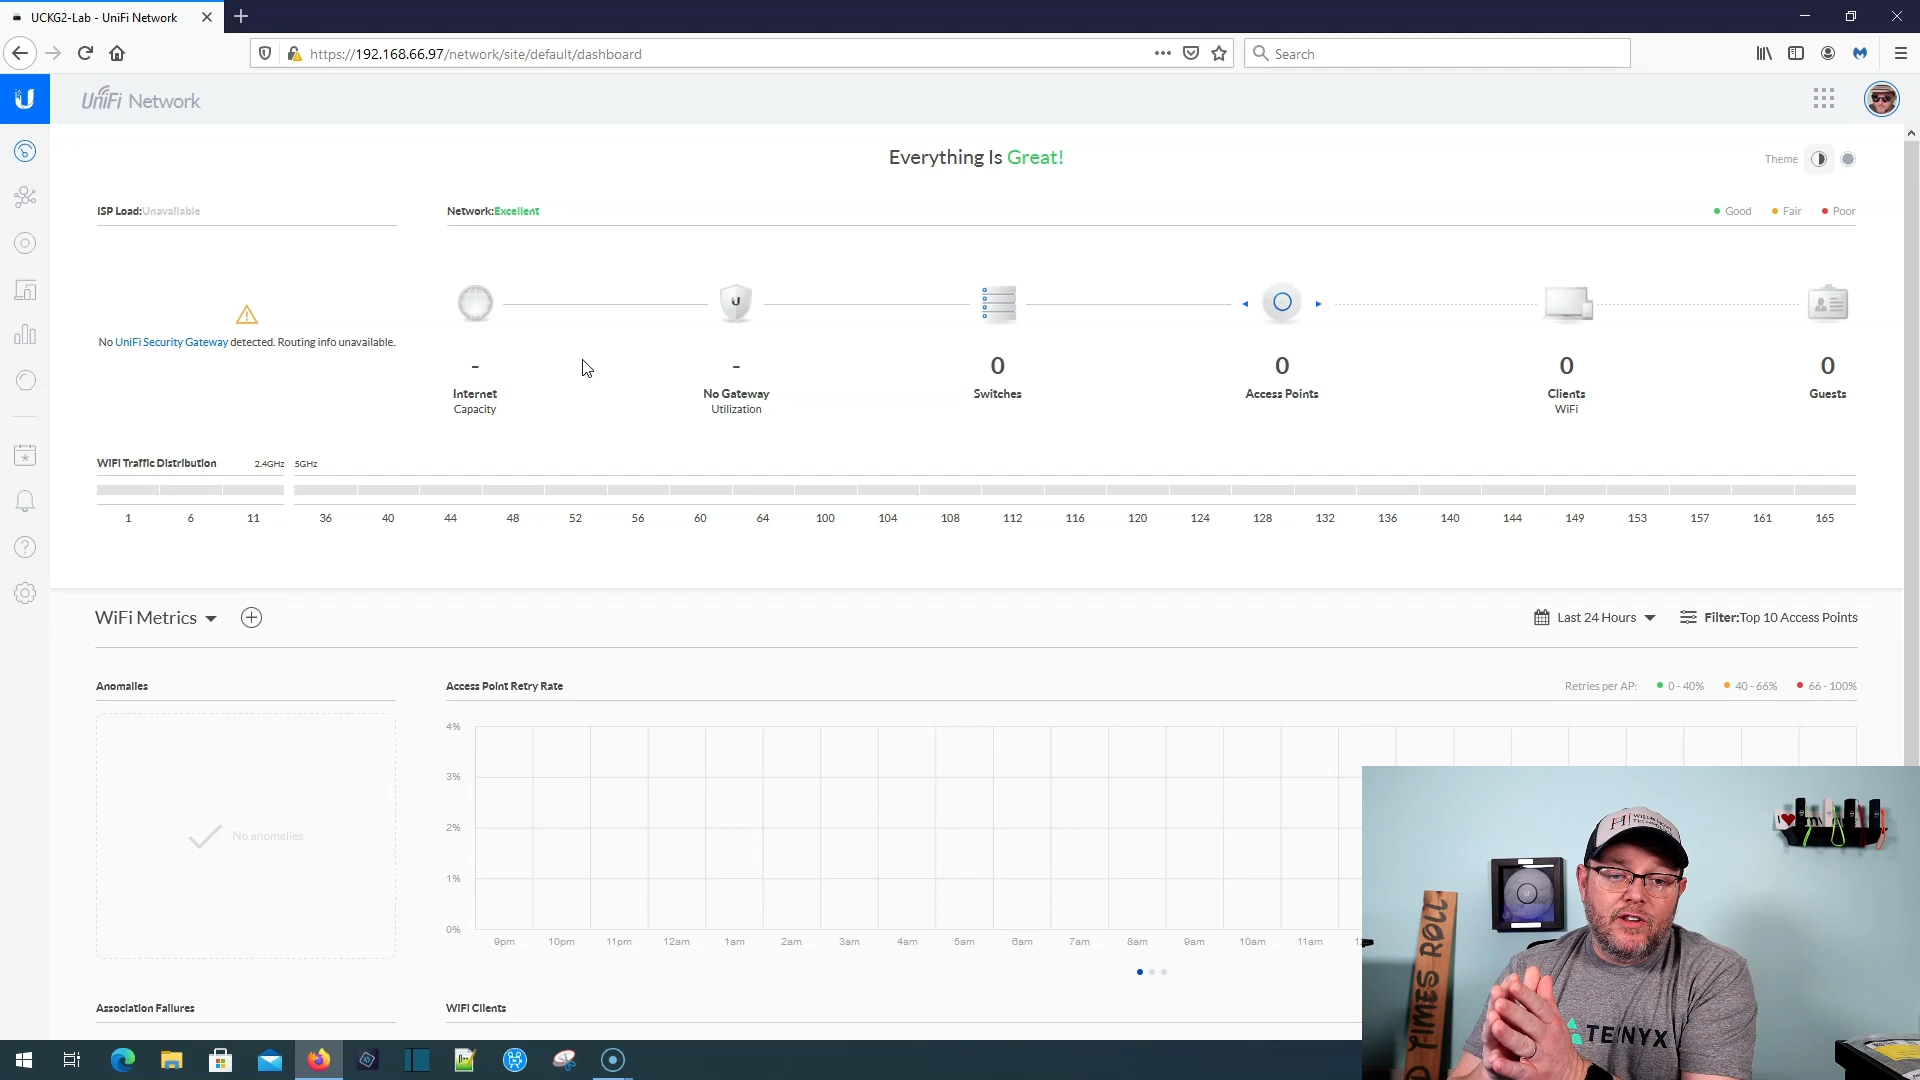 UCKG2-Lab - UniFi Network
https://192.168.66.97/network/site/default/dashboard
Search
UniFi Network
Everything Is Great!
Theme
ISP Load:Unavailable
Network:Excellent
Good
Fair
Poor
No UniFi Security Gateway detected. Routing info unavailable.
-
Internet
Capacity
-
No Gateway
Utilization
0
Switches
0
Access Points
0
Clients
WiFi
0
Guests
WiFi Traffic Distribution
2.4GHz
5GHz
1 6 11 36 40 44 48 52 56 60 64 100 104 108 112 116 120 124 128 132 136 140 144 149 153 157 161 165
WiFi Metrics
Last 24 Hours
Filter:Top 10 Access Points
Anomalies
Access Point Retry Rate
Retries per AP:
0 - 40%
40 - 66%
66 - 100%
4%
3%
2%
1%
0%
No anomalies
9pm 10pm 11pm 12am 1am 2am 3am 4am 5am 6am 7am 8am 9am 10am 11am
Association Failures
WiFi Clients
TIMES ROLL